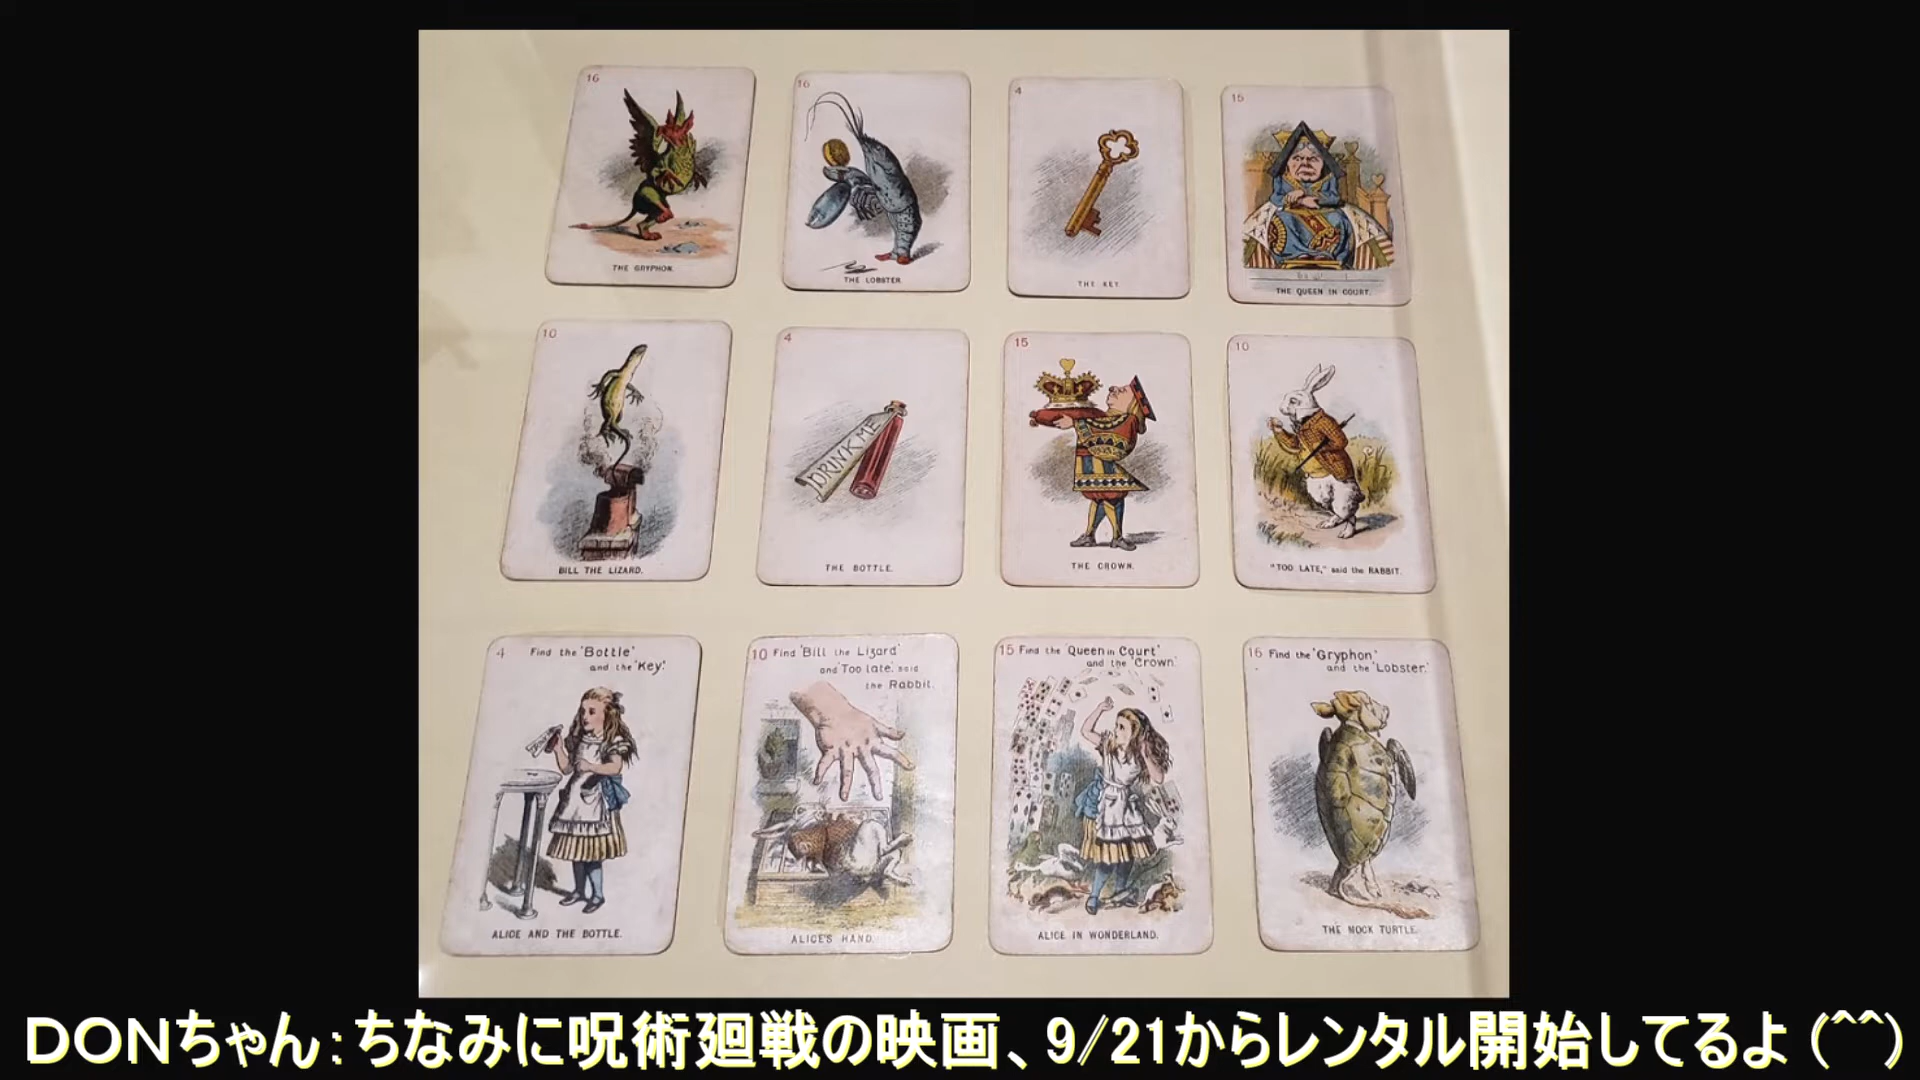 16
THE GRYPHON.
16
THE LOBSTER.
4
THE KEY.
15
THE QUEEN IN COURT.
10
BILL THE LIZARD.
4
DRINK ME
THE BOTTLE.
15
THE CROWN.
10
"TOO LATE," said the RABBIT.
4 Find the 'Bottle'
and the 'Key.'
ALICE AND THE BOTTLE.
10 Find 'Bill the Lizard'
and 'Too late.' said
the Rabbit.
ALICE'S HAND.
15 Find the 'Queen in Court'
and the 'Crown.'
ALICE IN WONDERLAND.
16 Find the 'Gryphon'
and the 'Lobster.'
THE MOCK TURTLE.
DONちゃん：ちなみに呪術廻戦の映画、9/21からレンタル開始してるよ(^^)